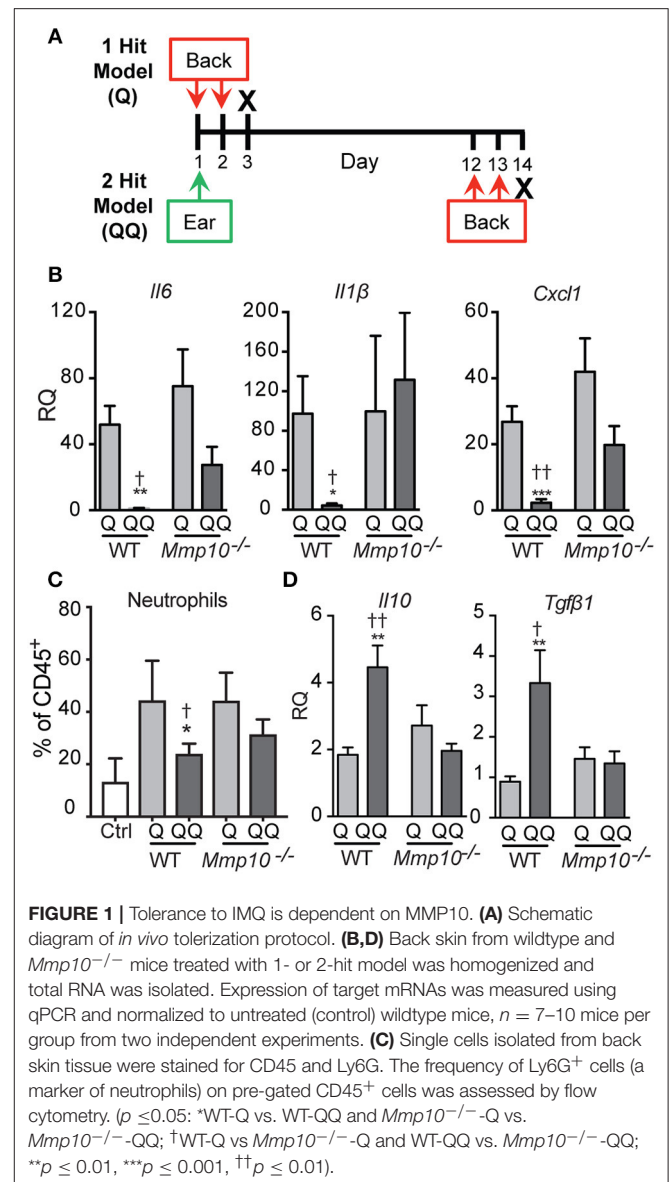 A
1 Hit
Model
(Q)
Back
X
1 2 3 Day 12 13 14
X
2 Hit
Model
(QQ)
Ear
Back
B
Il6
Il1β
Cxcl1
RQ
120
80
40
0
200
160
120
80
40
0
60
40
20
0
†
**
†
*
††
***
Q QQ Q QQ
WT Mmp10-/-
Q QQ Q QQ
WT Mmp10-/-
Q QQ Q QQ
WT Mmp10-/-
C
Neutrophils
% of CD45+
80
60
40
20
0
†
*
Ctrl Q QQ Q QQ
WT Mmp10-/-
D
Il10
Tgfβ1
RQ
6
4
2
0
5
4
3
2
1
0
††
**
†
**
Q QQ Q QQ
WT Mmp10-/-
Q QQ Q QQ
WT Mmp10-/-
FIGURE 1 | Tolerance to IMQ is dependent on MMP10. (A) Schematic
diagram of in vivo tolerization protocol. (B,D) Back skin from wildtype and
Mmp10−/− mice treated with 1- or 2-hit model was homogenized and
total RNA was isolated. Expression of target mRNAs was measured using
qPCR and normalized to untreated (control) wildtype mice, n = 7–10 mice per
group from two independent experiments. (C) Single cells isolated from back
skin tissue were stained for CD45 and Ly6G. The frequency of Ly6G+ cells (a
marker of neutrophils) on pre-gated CD45+ cells was assessed by flow
cytometry. (p ≤0.05: *WT-Q vs. WT-QQ and Mmp10−/−-Q vs.
Mmp10−/−-QQ; †WT-Q vs Mmp10−/−-Q and WT-QQ vs. Mmp10−/−-QQ;
**p ≤ 0.01, ***p ≤ 0.001, ††p ≤ 0.01).